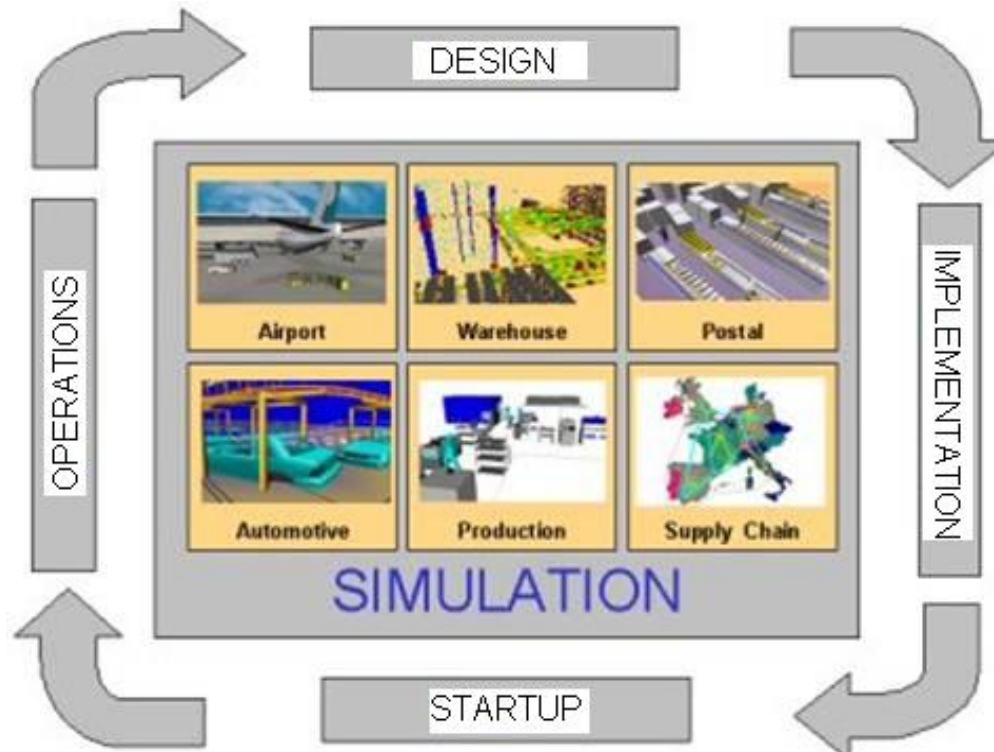 DESIGN
Airport
Warehouse
Postal
OPERATIONS
IMPLEMENTATION
Automotive
Production
Supply Chain
SIMULATION
STARTUP